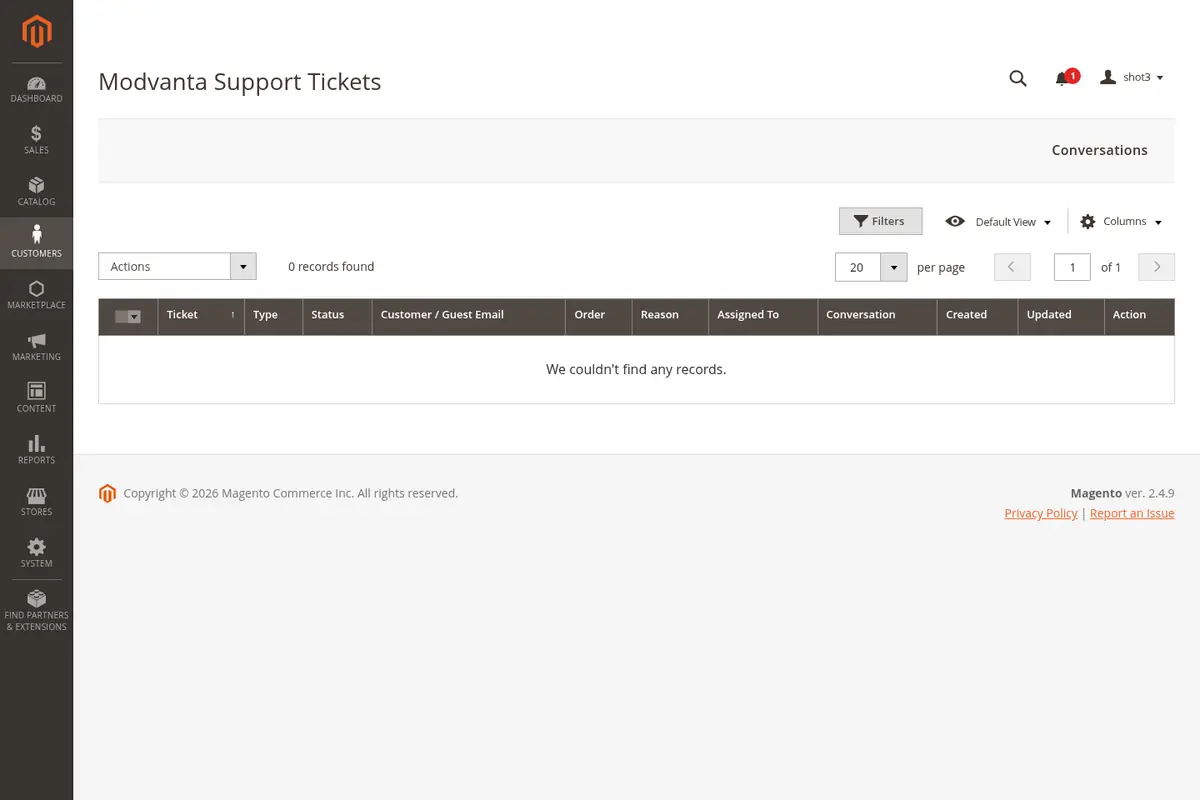 Modvanta Support Tickets
1
shot3
DASHBOARD
SALES
CATALOG
CUSTOMERS
MARKETPLACE
MARKETING
CONTENT
REPORTS
STORES
SYSTEM
FIND PARTNERS
& EXTENSIONS
Conversations
Filters
Default View
Columns
Actions
0 records found
20
per page
1
of 1
Ticket ↑ Type Status Customer / Guest Email Order Reason Assigned To Conversation Created Updated Action
We couldn't find any records.
Copyright © 2026 Magento Commerce Inc. All rights reserved.
Magento ver. 2.4.9
Privacy Policy | Report an Issue